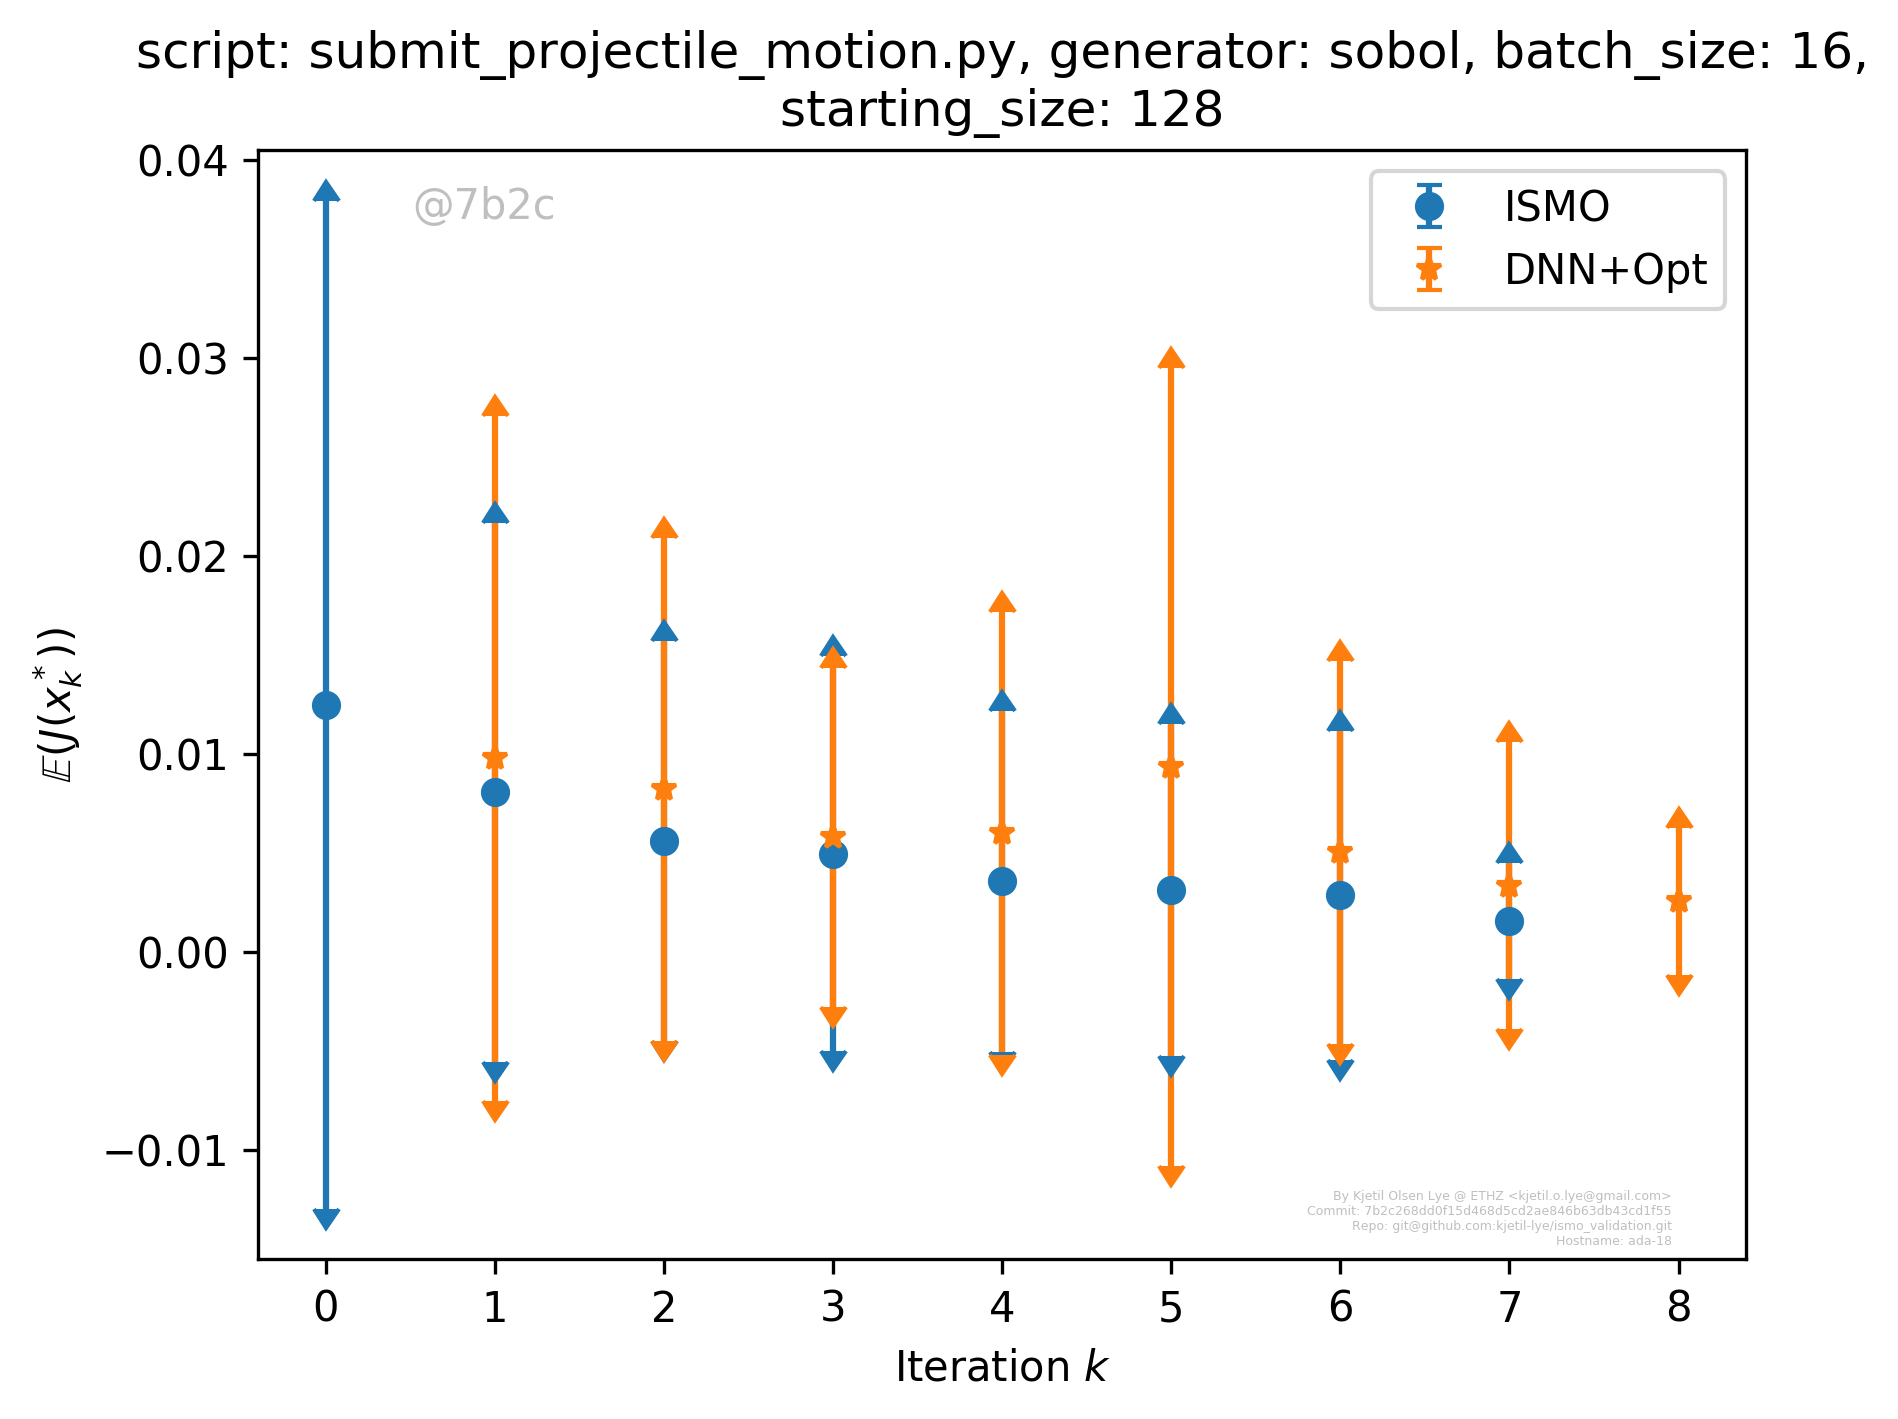 script: submit_projectile_motion.py, generator: sobol, batch_size: 16,
starting_size: 128
0.04
0.03
0.02
0.01
0.00
−0.01
𝔼(J(x*k))
@7b2c
ISMO
DNN+Opt
By Kjetil Olsen Lye @ ETHZ <kjetil.o.lye@gmail.com>
Commit: 7b2c268dd0f15d468d5cd2ae846b63db43cd1f55
Repo: git@github.com:kjetil-lye/ismo_validation.git
Hostname: ada-18
0 1 2 3 4 5 6 7 8
Iteration k